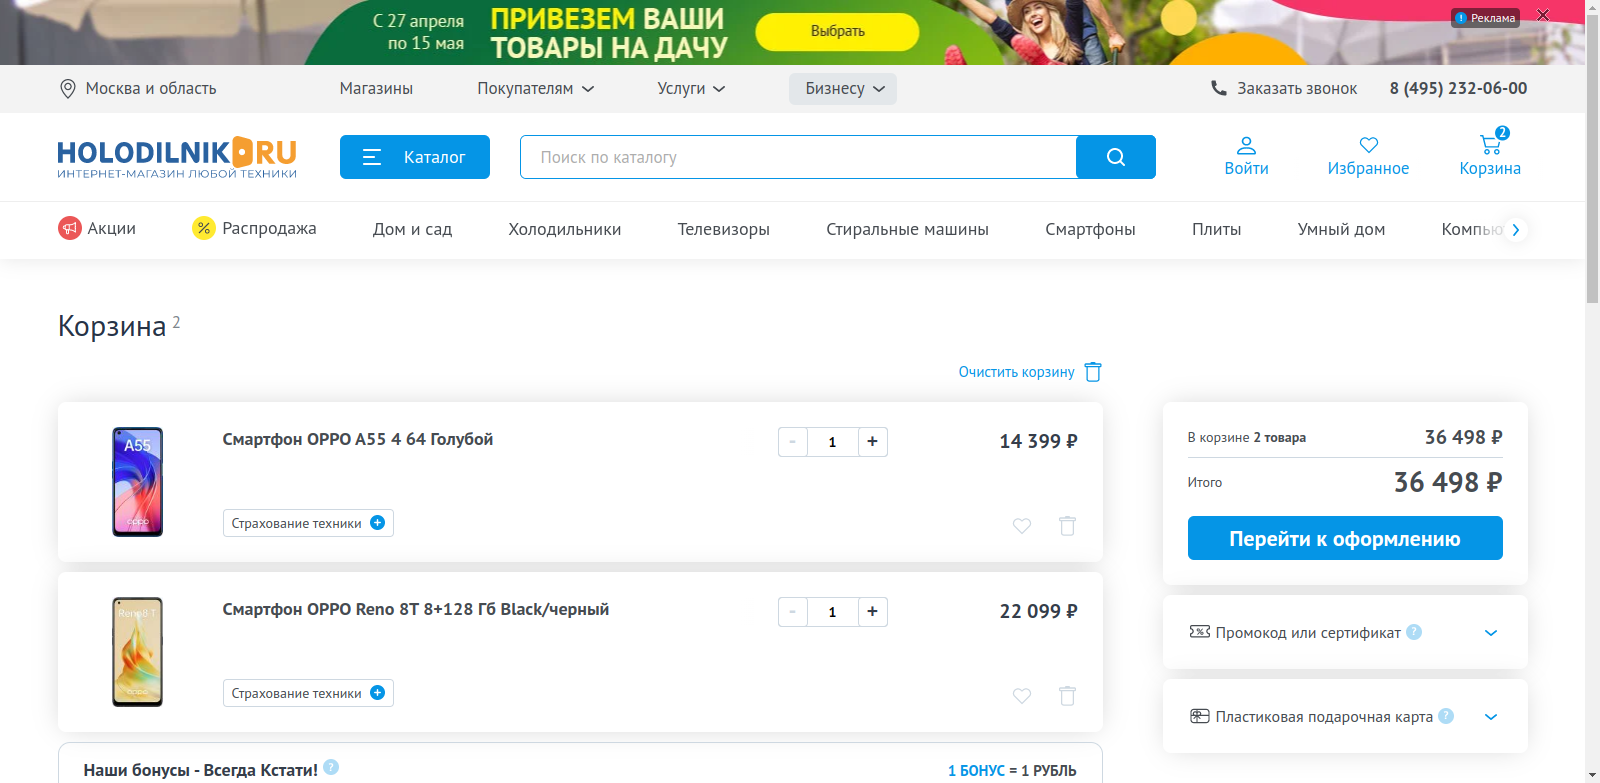 С 27 апреля
по 15 мая
ПРИВЕЗЕМ ВАШИ
ТОВАРЫ НА ДАЧУ
Выбрать
Реклама
Москва и область
Магазины
Покупателям
Услуги
Бизнесу
Заказать звонок
8 (495) 232-06-00
HOLODILNIK RU
ИНТЕРНЕТ-МАГАЗИН ЛЮБОЙ ТЕХНИКИ
Каталог
Поиск по каталогу
Войти
Избранное
2
Корзина
Акции
Распродажа
Дом и сад
Холодильники
Телевизоры
Стиральные машины
Смартфоны
Плиты
Умный дом
Компью
Корзина 2
Очистить корзину
A55
oppo
Смартфон OPPO A55 4 64 Голубой
- 1 +
14 399 ₽
Страхование техники +
Reno8 T
oppo
Смартфон OPPO Reno 8T 8+128 Гб Black/черный
- 1 +
22 099 ₽
Страхование техники +
Наши бонусы - Всегда Кстати! ?
1 БОНУС = 1 РУБЛЬ
В корзине 2 товара
36 498 ₽
Итого
36 498 ₽
Перейти к оформлению
Промокод или сертификат ?
Пластиковая подарочная карта ?